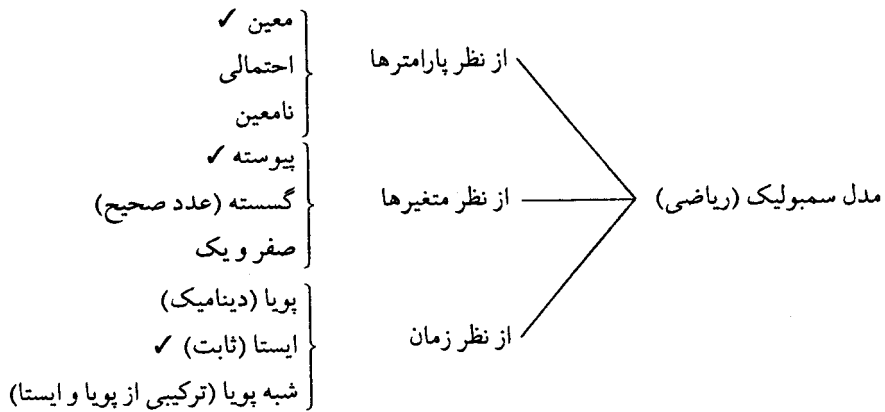 مدل سمبولیک (ریاضی)
از نظر پارامترها
معین ✓
احتمالی
نامعین
از نظر متغیرها
پیوسته ✓
گسسته (عدد صحیح)
صفر و یک
از نظر زمان
پویا (دینامیک)
ایستا (ثابت) ✓
شبه پویا (ترکیبی از پویا و ایستا)